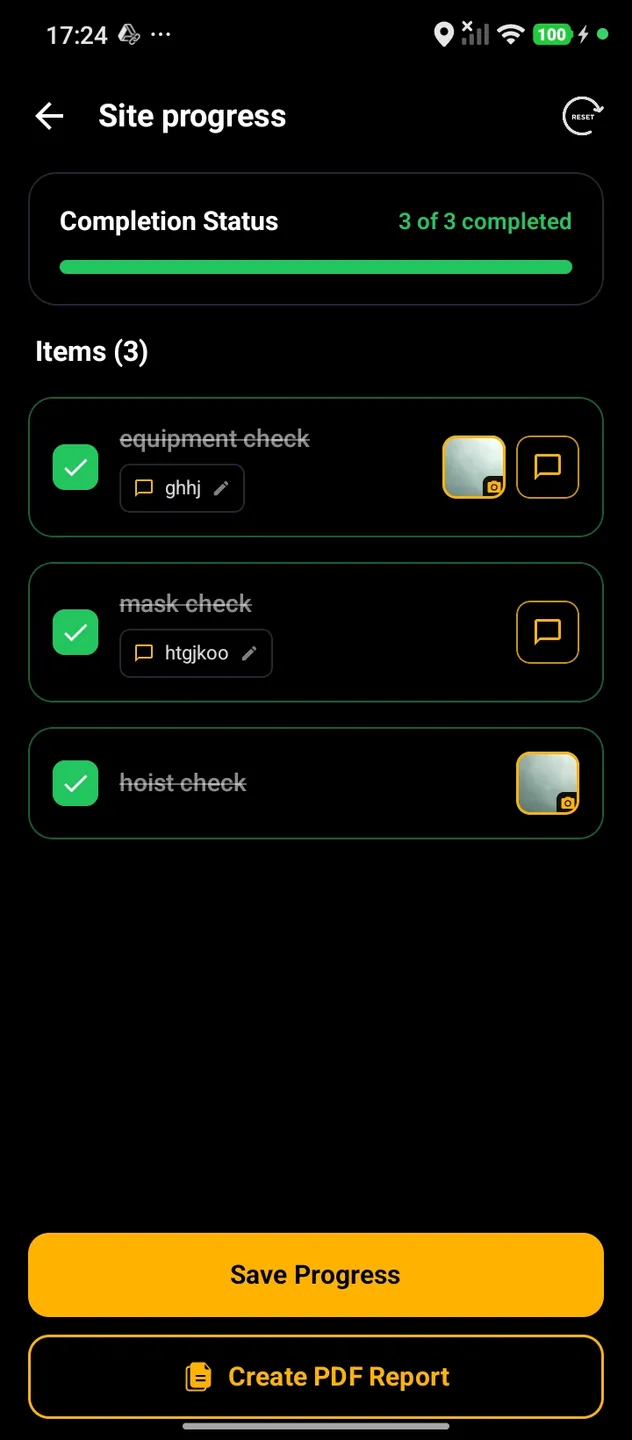 17:24
100
Site progress
RESET
Completion Status
3 of 3 completed
Items (3)
equipment check
ghhj
mask check
htgjkoo
hoist check
Save Progress
Create PDF Report